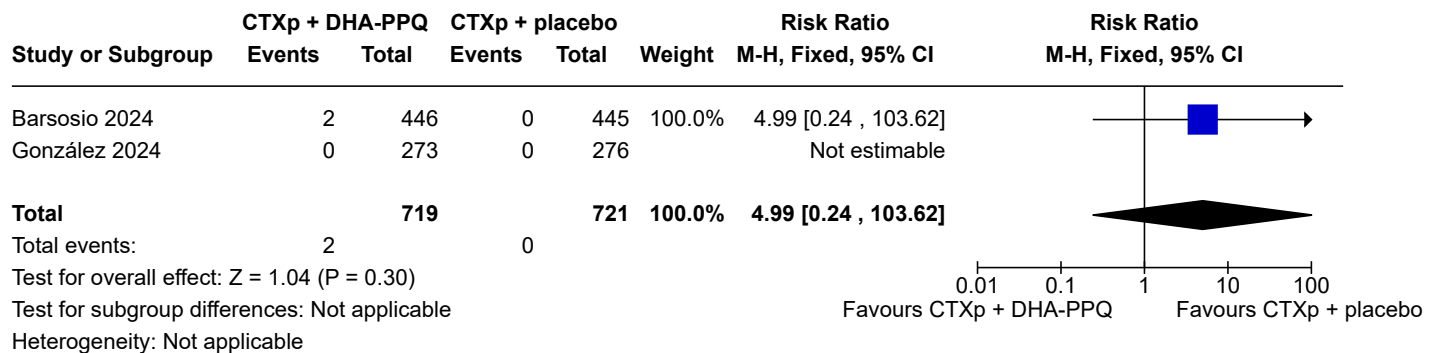 CTXp + DHA-PPQ CTXp + placebo Risk Ratio Risk Ratio
Study or Subgroup Events Total Events Total Weight M-H, Fixed, 95% CI M-H, Fixed, 95% CI
Barsosio 2024 2 446 0 445 100.0% 4.99 [0.24 , 103.62]
González 2024 0 273 0 276 Not estimable
Total 719 721 100.0% 4.99 [0.24 , 103.62]
Total events: 2 0
Test for overall effect: Z = 1.04 (P = 0.30)
0.01 0.1 1 10 100
Test for subgroup differences: Not applicable Favours CTXp + DHA-PPQ Favours CTXp + placebo
Heterogeneity: Not applicable